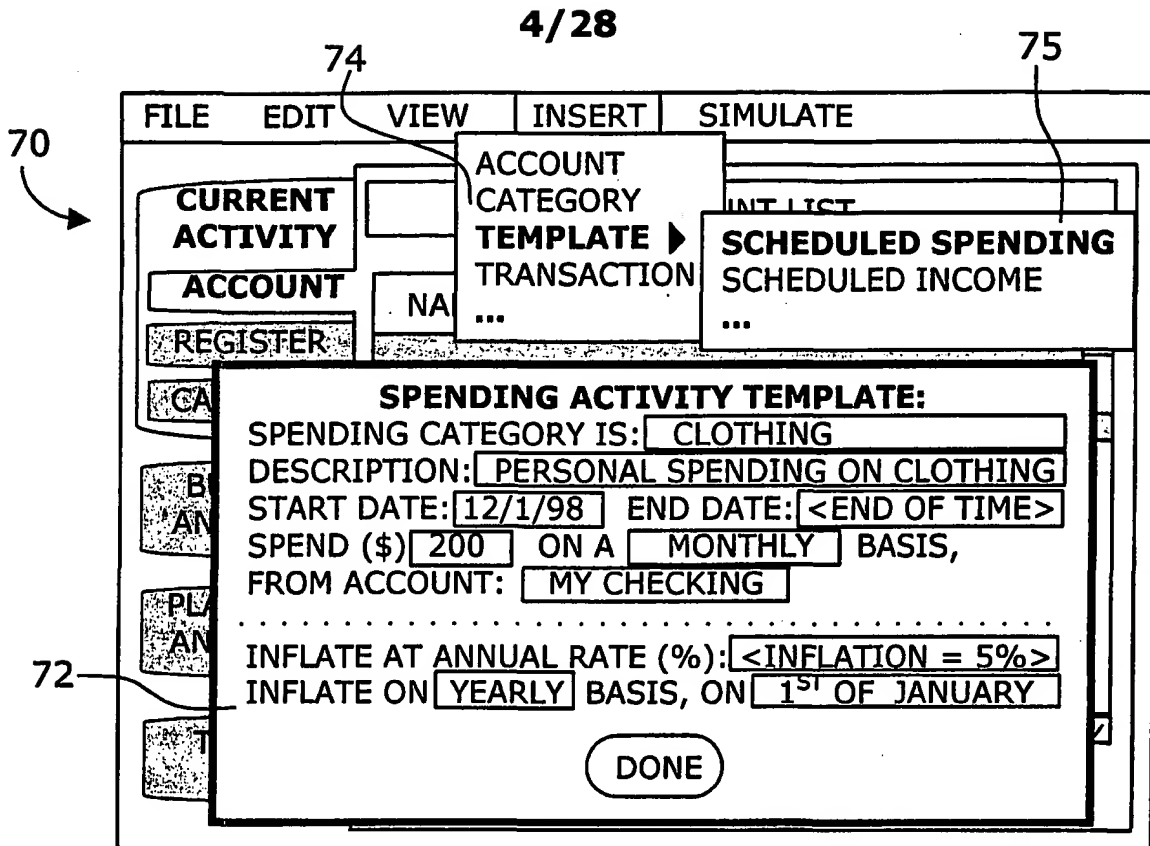 4/28
74
75
70
FILE EDIT VIEW INSERT SIMULATE
ACCOUNT
CATEGORY
TEMPLATE ▶
TRANSACTION
...
SCHEDULED SPENDING
SCHEDULED INCOME
...
CURRENT
ACTIVITY
ACCOUNT
REGISTER
LIST
SPENDING ACTIVITY TEMPLATE:
SPENDING CATEGORY IS: CLOTHING
DESCRIPTION: PERSONAL SPENDING ON CLOTHING
START DATE: 12/1/98 END DATE: <END OF TIME>
SPEND ($) 200 ON A MONTHLY BASIS,
FROM ACCOUNT: MY CHECKING
INFLATE AT ANNUAL RATE (%): <INFLATION = 5%>
INFLATE ON YEARLY BASIS, ON 1ST OF JANUARY
72
DONE